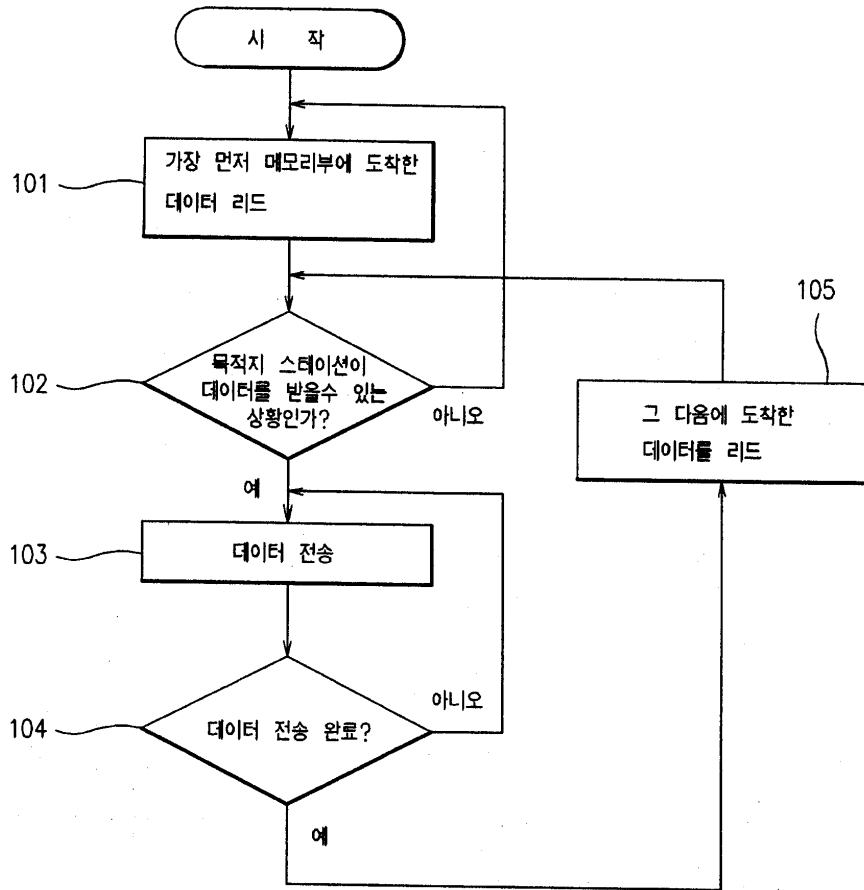 시 작
가장 먼저 메모리부에 도착한
데이터 리드
101
105
목적지 스테이션이
데이터를 받을수 있는
상황인가?
102
아니오
그 다음에 도착한
데이터를 리드
예
데이터 전송
103
아니오
데이터 전송 완료?
104
예